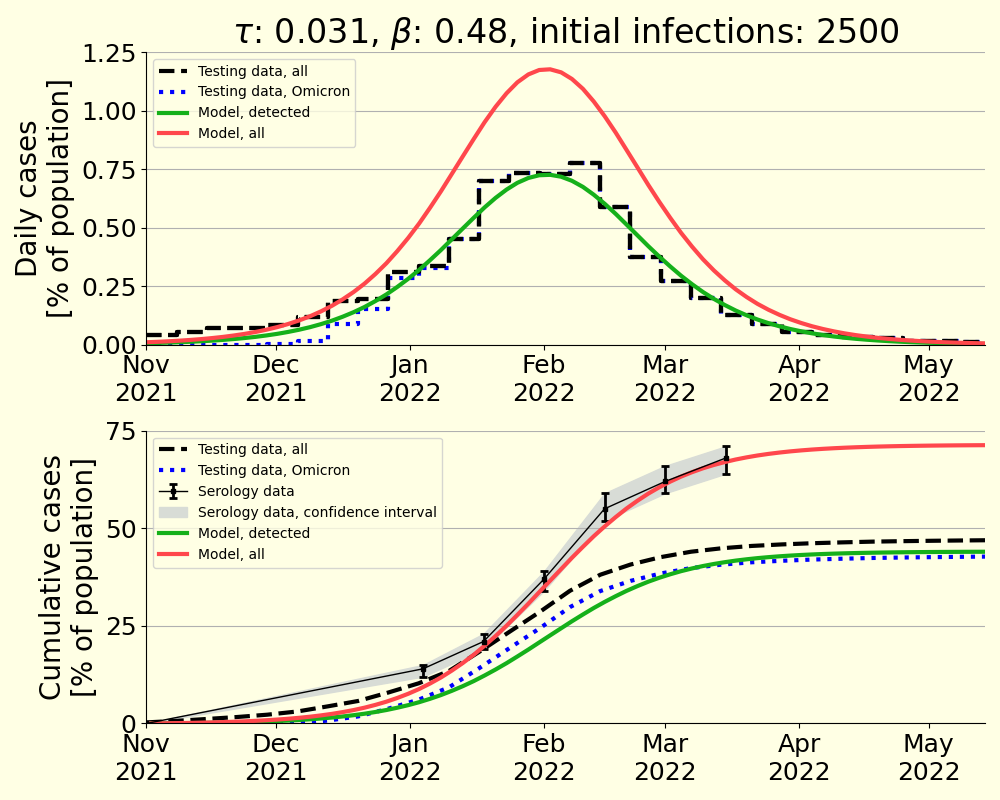 τ: 0.031, β: 0.48, initial infections: 2500
Daily cases
[% of population]
1.25
1.00
0.75
0.50
0.25
0.00
Testing data, all
Testing data, Omicron
Model, detected
Model, all
Nov
2021
Dec
2021
Jan
2022
Feb
2022
Mar
2022
Apr
2022
May
2022
Cumulative cases
[% of population]
75
50
25
0
Testing data, all
Testing data, Omicron
Serology data
Serology data, confidence interval
Model, detected
Model, all
Nov
2021
Dec
2021
Jan
2022
Feb
2022
Mar
2022
Apr
2022
May
2022